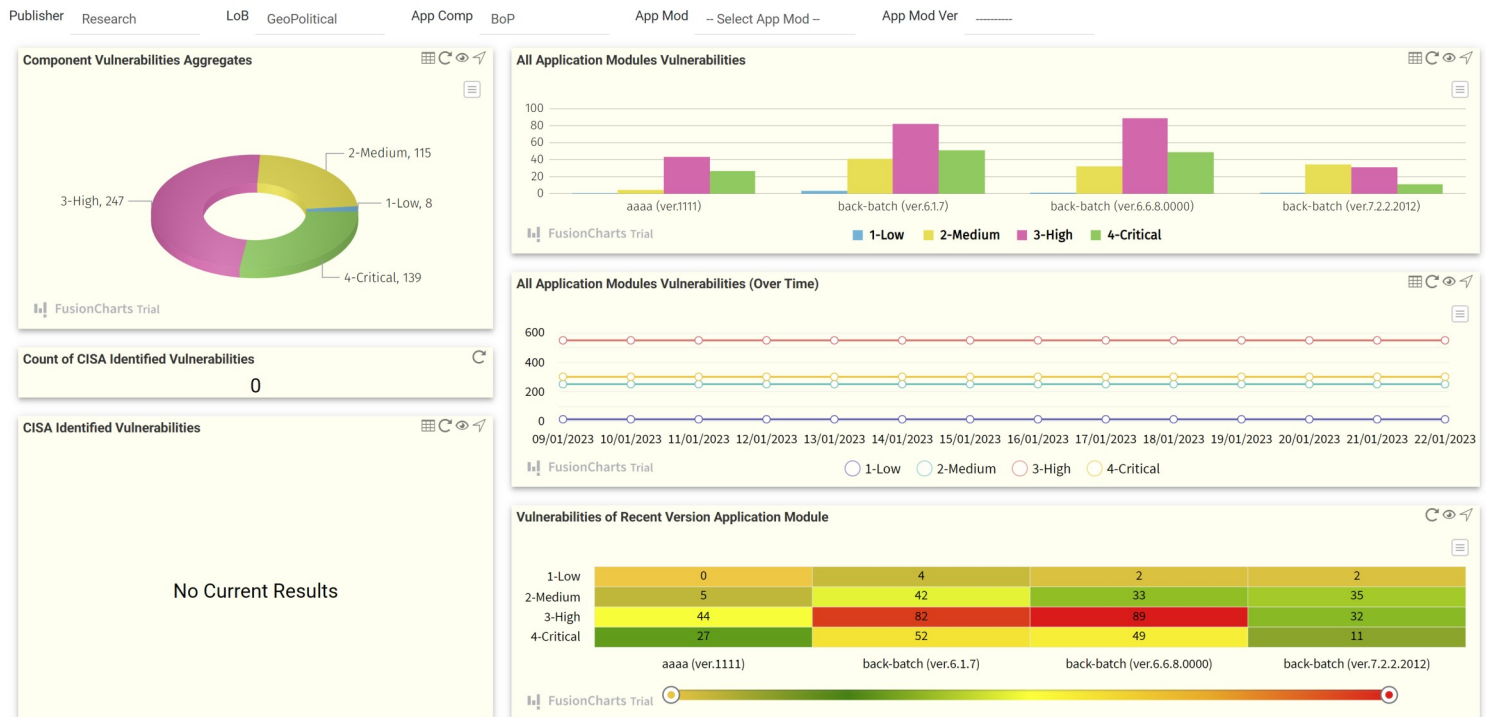 Publisher Research LoB GeoPolitical App Comp BoP App Mod -- Select App Mod -- App Mod Ver ----------
Component Vulnerabilities Aggregates
2-Medium, 115
3-High, 247
1-Low, 8
4-Critical, 139
FusionCharts Trial
Count of CISA Identified Vulnerabilities
0
CISA Identified Vulnerabilities
No Current Results
All Application Modules Vulnerabilities
100
80
60
40
20
0
aaaa (ver.1111) back-batch (ver.6.1.7) back-batch (ver.6.6.8.0000) back-batch (ver.7.2.2.2012)
FusionCharts Trial
1-Low 2-Medium 3-High 4-Critical
All Application Modules Vulnerabilities (Over Time)
600
400
200
0
09/01/2023 10/01/2023 11/01/2023 12/01/2023 13/01/2023 14/01/2023 15/01/2023 16/01/2023 17/01/2023 18/01/2023 19/01/2023 20/01/2023 21/01/2023 22/01/2023
FusionCharts Trial
1-Low 2-Medium 3-High 4-Critical
Vulnerabilities of Recent Version Application Module
1-Low 0 4 2 2
2-Medium 5 42 33 35
3-High 44 82 89 32
4-Critical 27 52 49 11
aaaa (ver.1111) back-batch (ver.6.1.7) back-batch (ver.6.6.8.0000) back-batch (ver.7.2.2.2012)
FusionCharts Trial